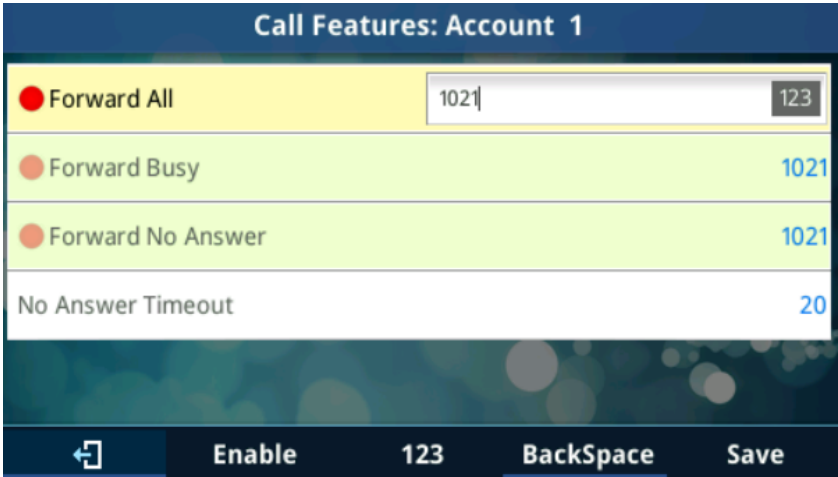 Call Features: Account 1
Forward All 1021 123
Forward Busy 1021
Forward No Answer 1021
No Answer Timeout 20
Enable 123 BackSpace Save